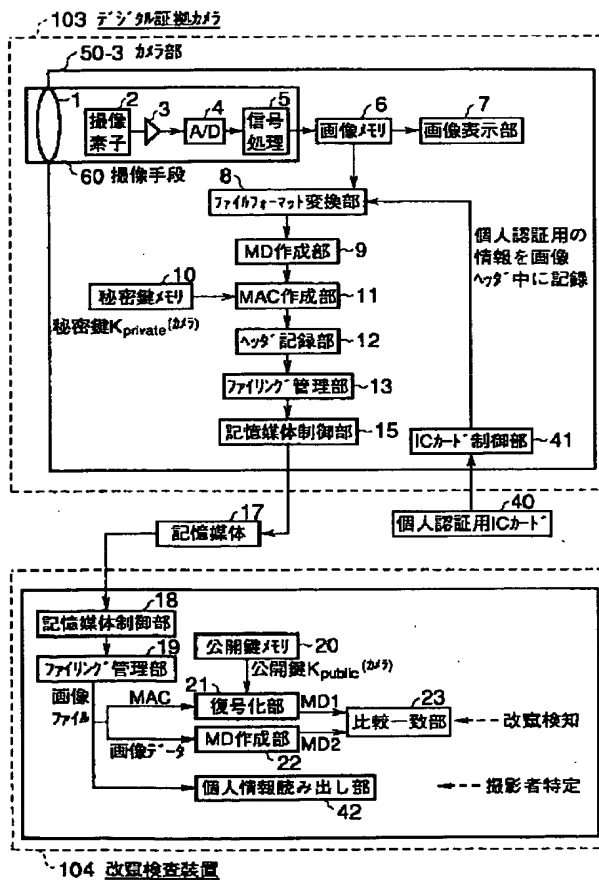 103 デジタル証拠カメラ
50-3 カメラ部
1
2
3
4
5
6
7
撮像
素子
A/D
信号
処理
画像メモリ
画像表示部
60 撮像手段
8
ファイルフォーマット変換部
MD作成部
9
個人認証用の
情報を画像
ヘッダ中に記録
10
秘密鍵メモリ
MAC作成部
11
秘密鍵Kprivate(カメラ)
ヘッダ記録部
12
ファイリング管理部
13
記憶媒体制御部
15
ICカード制御部
41
17
記憶媒体
40
個人認証用ICカード
18
記憶媒体制御部
19
ファイリング管理部
公開鍵メモリ
20
公開鍵Kpublic(カメラ)
画像
ファイル
MAC
21
復号化部
MD1
23
比較一致部
改竄検知
画像データ
MD作成部
MD2
22
個人情報読み出し部
42
撮影者特定
104 改竄検査装置